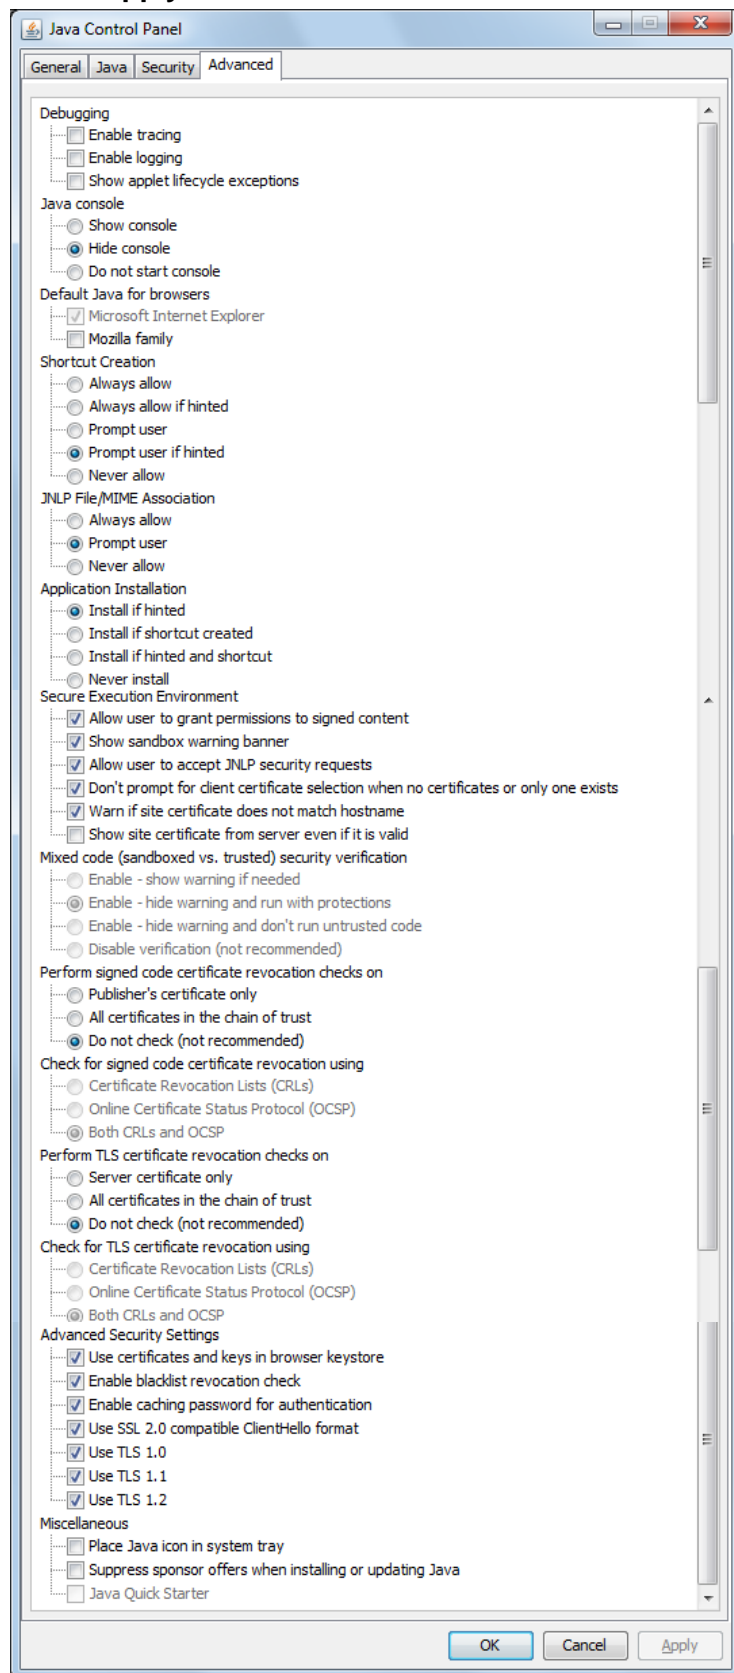 Java Control Panel
General Java Security Advanced
Debugging
Enable tracing
Enable logging
Show applet lifecycle exceptions
Java console
Show console
Hide console
Do not start console
Default Java for browsers
Microsoft Internet Explorer
Mozilla family
Shortcut Creation
Always allow
Always allow if hinted
Prompt user
Prompt user if hinted
Never allow
JNLP File/MIME Association
Always allow
Prompt user
Never allow
Application Installation
Install if hinted
Install if shortcut created
Install if hinted and shortcut
Never install
Secure Execution Environment
Allow user to grant permissions to signed content
Show sandbox warning banner
Allow user to accept JNLP security requests
Don't prompt for client certificate selection when no certificates or only one exists
Warn if site certificate does not match hostname
Show site certificate from server even if it is valid
Mixed code (sandboxed vs. trusted) security verification
Enable - show warning if needed
Enable - hide warning and run with protections
Enable - hide warning and don't run untrusted code
Disable verification (not recommended)
Perform signed code certificate revocation checks on
Publisher's certificate only
All certificates in the chain of trust
Do not check (not recommended)
Check for signed code certificate revocation using
Certificate Revocation Lists (CRLs)
Online Certificate Status Protocol (OCSP)
Both CRLs and OCSP
Perform TLS certificate revocation checks on
Server certificate only
All certificates in the chain of trust
Do not check (not recommended)
Check for TLS certificate revocation using
Certificate Revocation Lists (CRLs)
Online Certificate Status Protocol (OCSP)
Both CRLs and OCSP
Advanced Security Settings
Use certificates and keys in browser keystore
Enable blacklist revocation check
Enable caching password for authentication
Use SSL 2.0 compatible ClientHello format
Use TLS 1.0
Use TLS 1.1
Use TLS 1.2
Miscellaneous
Place Java icon in system tray
Suppress sponsor offers when installing or updating Java
Java Quick Starter
OK Cancel Apply